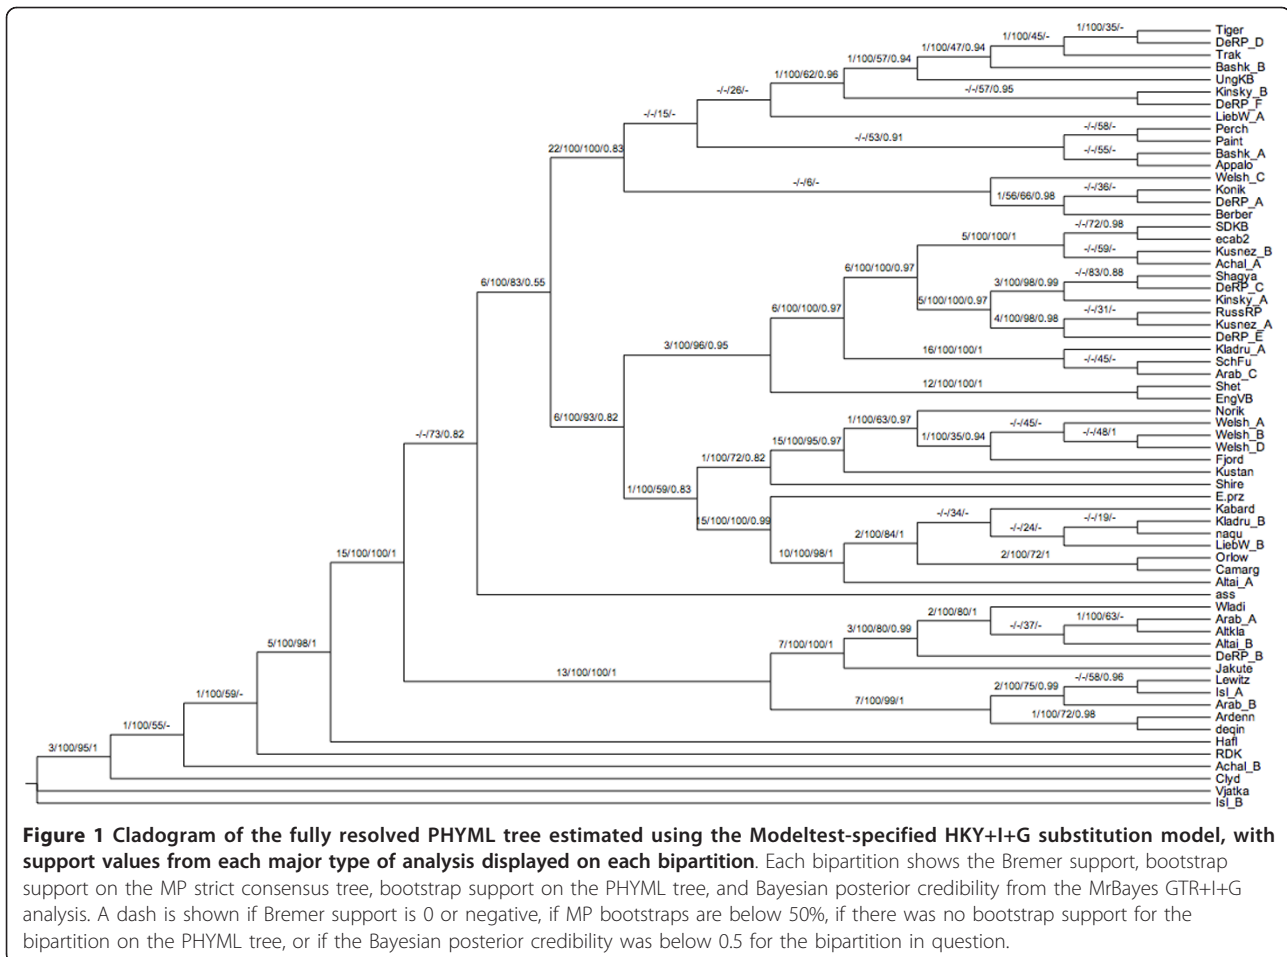 1/100/35/-
Tiger
1/100/45/-
DeRP_D
1/100/47/0.94
Trak
1/100/57/0.94
Bashk_B
1/100/62/0.96
UngKB
-/-/26/-
-/-/57/0.95
Kinsky_B
DeRP_F
-/-/15/-
LiebW_A
-/-/58/-
Perch
-/-/53/0.91
Paint
22/100/100/0.83
-/-/55/-
Bashk_A
Appalo
-/-/6/-
Welsh_C
1/56/66/0.98
-/-/36/-
Konik
DeRP_A
Berber
-/-/72/0.98
SDKB
5/100/100/1
ecab2
-/-/59/-
Kusnez_B
Achal_A
6/100/100/0.97
-/-/83/0.88
Shagya
6/100/83/0.55
3/100/98/0.99
DeRP_C
5/100/100/0.97
Kinsky_A
6/100/100/0.97
-/-/31/-
RussRP
4/100/98/0.98
Kusnez_A
DeRP_E
3/100/96/0.95
16/100/100/1
Kladru_A
-/-/45/-
SchFu
Arab_C
12/100/100/1
Shet
EngVB
6/100/93/0.82
1/100/63/0.97
Norik
-/-/45/-
Welsh_A
-/-/73/0.82
15/100/95/0.97
1/100/35/0.94
-/-/48/1
Welsh_B
Welsh_D
1/100/72/0.82
Fjord
Kustan
1/100/59/0.83
Shire
E.prz
15/100/100/0.99
-/-/34/-
Kabard
-/-/19/-
Kladru_B
2/100/84/1
-/-/24/-
naqu
LiebW_B
15/100/100/1
10/100/98/1
2/100/72/1
Orlow
Camarg
Altai_A
ass
2/100/80/1
Wladi
1/100/63/-
Arab_A
3/100/80/0.99
-/-/37/-
Altkla
5/100/98/1
7/100/100/1
Altai_B
DeRP_B
13/100/100/1
Jakute
-/-/58/0.96
Lewitz
2/100/75/0.99
Isl_A
1/100/59/-
7/100/99/1
Arab_B
1/100/72/0.98
Ardenn
1/100/55/-
deqin
3/100/95/1
Hafl
RDK
Achal_B
Clyd
Vjatka
Isl_B
Figure 1 Cladogram of the fully resolved PHYML tree estimated using the Modeltest-specified HKY+I+G substitution model, with
support values from each major type of analysis displayed on each bipartition. Each bipartition shows the Bremer support, bootstrap
support on the MP strict consensus tree, bootstrap support on the PHYML tree, and Bayesian posterior credibility from the MrBayes GTR+I+G
analysis. A dash is shown if Bremer support is 0 or negative, if MP bootstraps are below 50%, if there was no bootstrap support for the
bipartition on the PHYML tree, or if the Bayesian posterior credibility was below 0.5 for the bipartition in question.